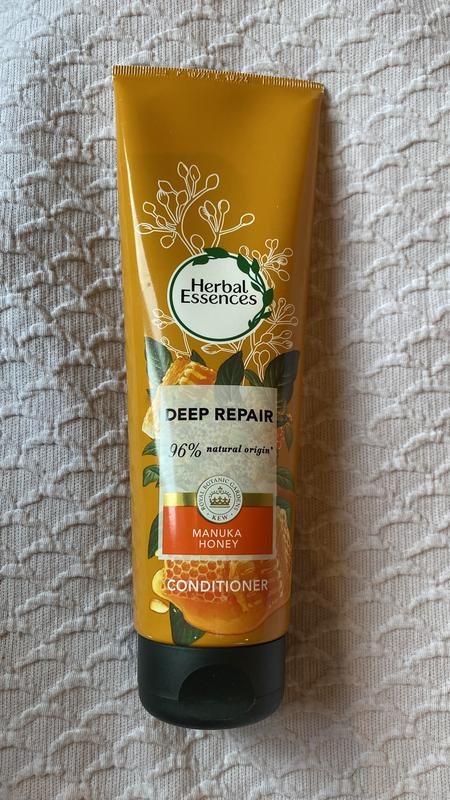 Herbal
Essences
DEEP REPAIR
96% natural origin*
ROYAL BOTANIC GARDENS
KEW
MANUKA
HONEY
CONDITIONER